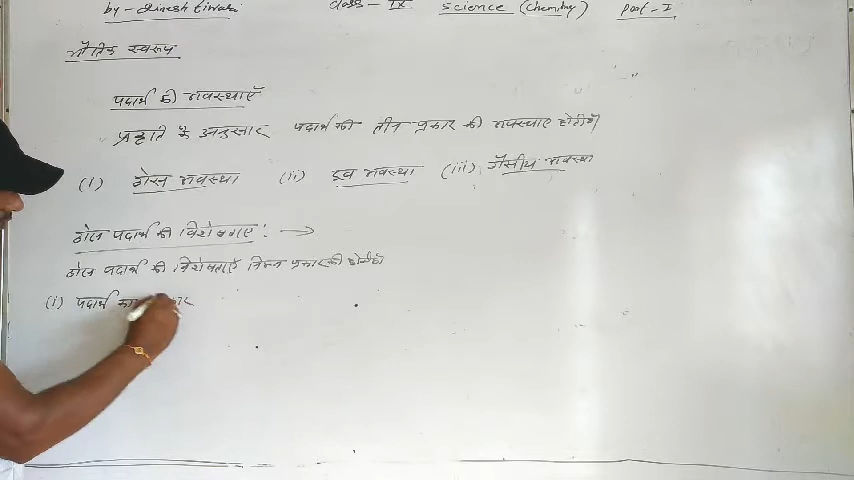 by - Dinesh Tiwari class - IX Science (Chemistry) Part - I
भौतिक स्वरूप
पदार्थ की अवस्थाएँ
प्रकृति के अनुसार पदार्थ की तीन प्रकार की अवस्थाए होती हैं
(i) ठोस अवस्था (ii) द्रव अवस्था (iii) गैसीय अवस्था
ठोस पदार्थ की विशेषताएं : →
ठोस पदार्थ की विशेषताएं निम्न प्रकार की होती हैं
(i) पदार्थ का